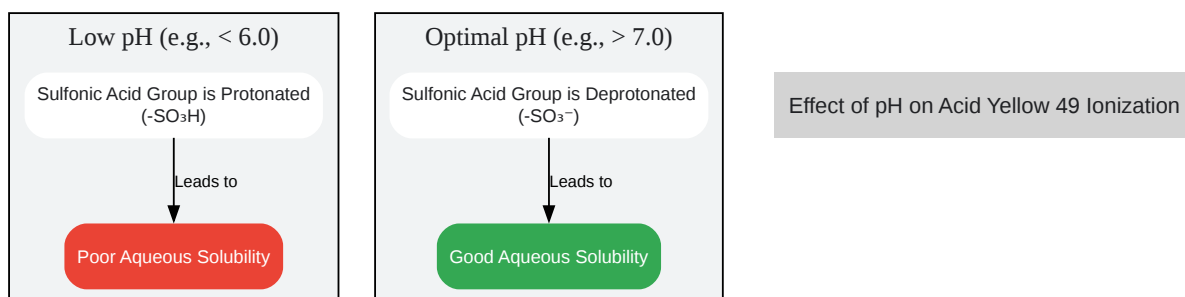 Low pH (e.g., < 6.0)
Sulfonic Acid Group is Protonated
(-SO₃H)
Leads to
Poor Aqueous Solubility
Optimal pH (e.g., > 7.0)
Sulfonic Acid Group is Deprotonated
(-SO₃⁻)
Leads to
Good Aqueous Solubility
Effect of pH on Acid Yellow 49 Ionization